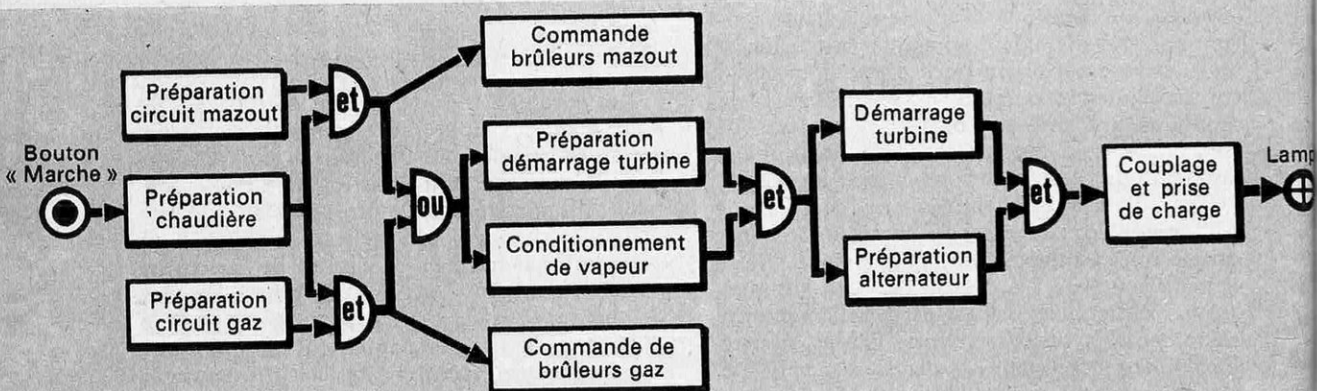 Bouton
« Marche »
Préparation
circuit mazout
Préparation
chaudière
Préparation
circuit gaz
et
et
ou
Commande
brûleurs mazout
Préparation
démarrage turbine
Conditionnement
de vapeur
Commande de
brûleurs gaz
et
Démarrage
turbine
Préparation
alternateur
et
Couplage
et prise
de charge